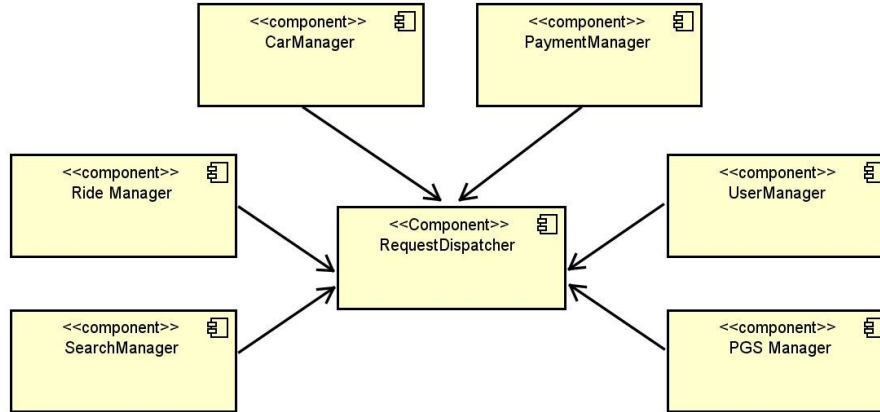 <<component>>
CarManager
<<component>>
PaymentManager
<<component>>
Ride Manager
<<Component>>
RequestDispatcher
<<component>>
UserManager
<<component>>
SearchManager
<<component>>
PGS Manager